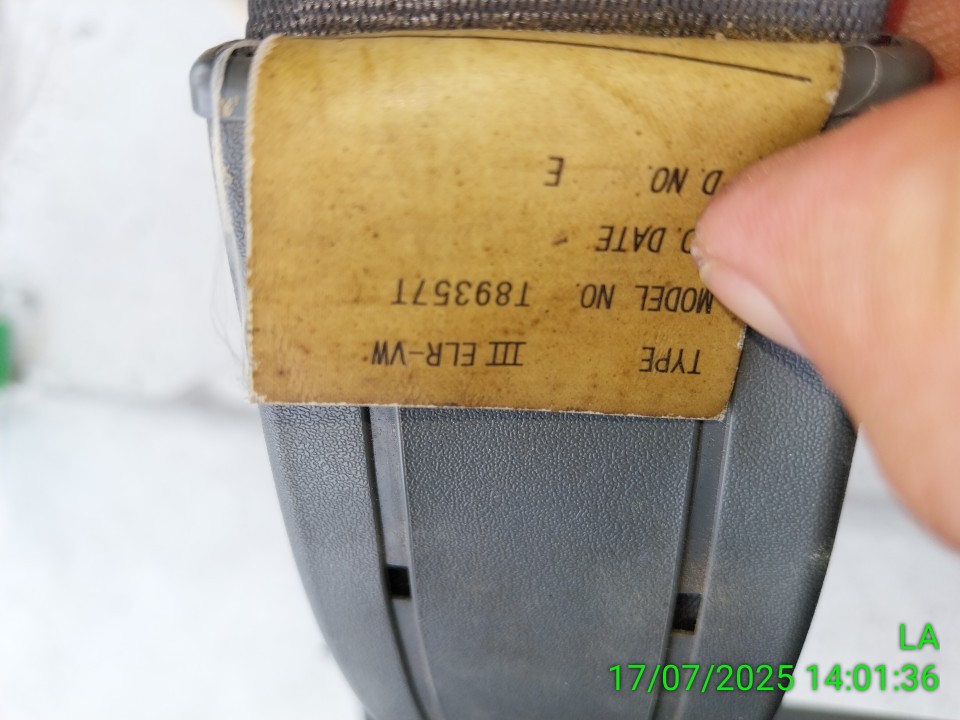 TYPE III ELR-VW
MODEL NO. T89357T
O. DATE
D. NO. E
LA
17/07/2025 14:01:36